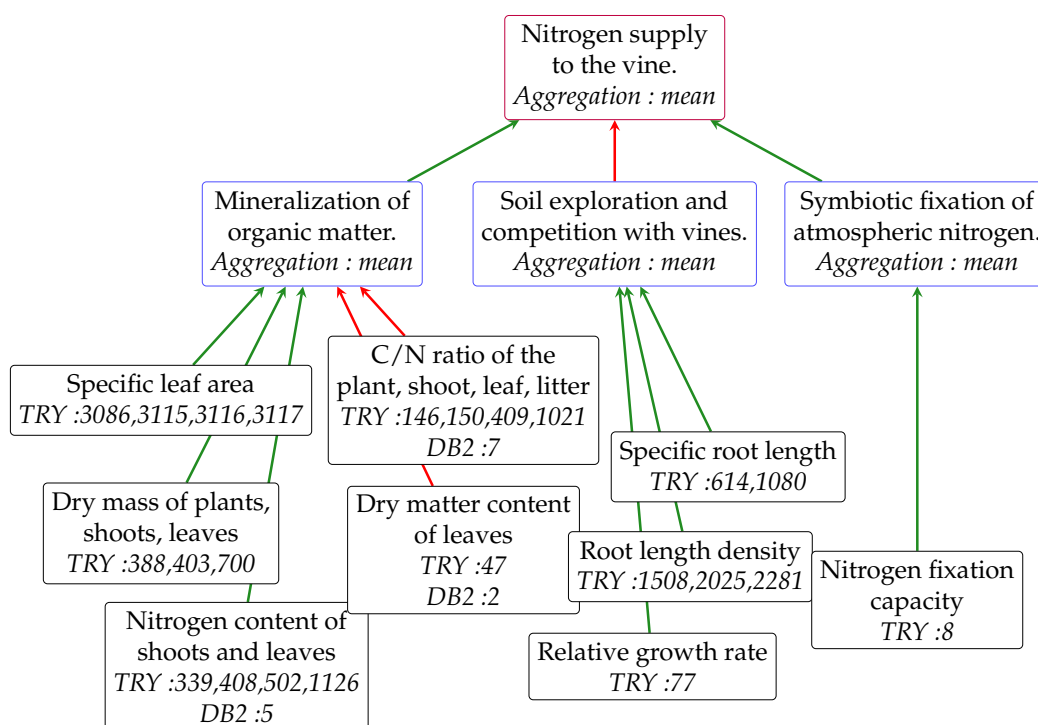 Nitrogen supply
to the vine.
Aggregation : mean
Mineralization of
organic matter.
Aggregation : mean
Soil exploration and
competition with vines.
Aggregation : mean
Symbiotic fixation of
atmospheric nitrogen.
Aggregation : mean
Specific leaf area
TRY :3086,3115,3116,3117
C/N ratio of the
plant, shoot, leaf, litter
TRY :146,150,409,1021
DB2 :7
Specific root length
TRY :614,1080
Dry mass of plants,
shoots, leaves
TRY :388,403,700
Dry matter content
of leaves
TRY :47
DB2 :2
Root length density
TRY :1508,2025,2281
Nitrogen fixation
capacity
TRY :8
Nitrogen content of
shoots and leaves
TRY :339,408,502,1126
DB2 :5
Relative growth rate
TRY :77